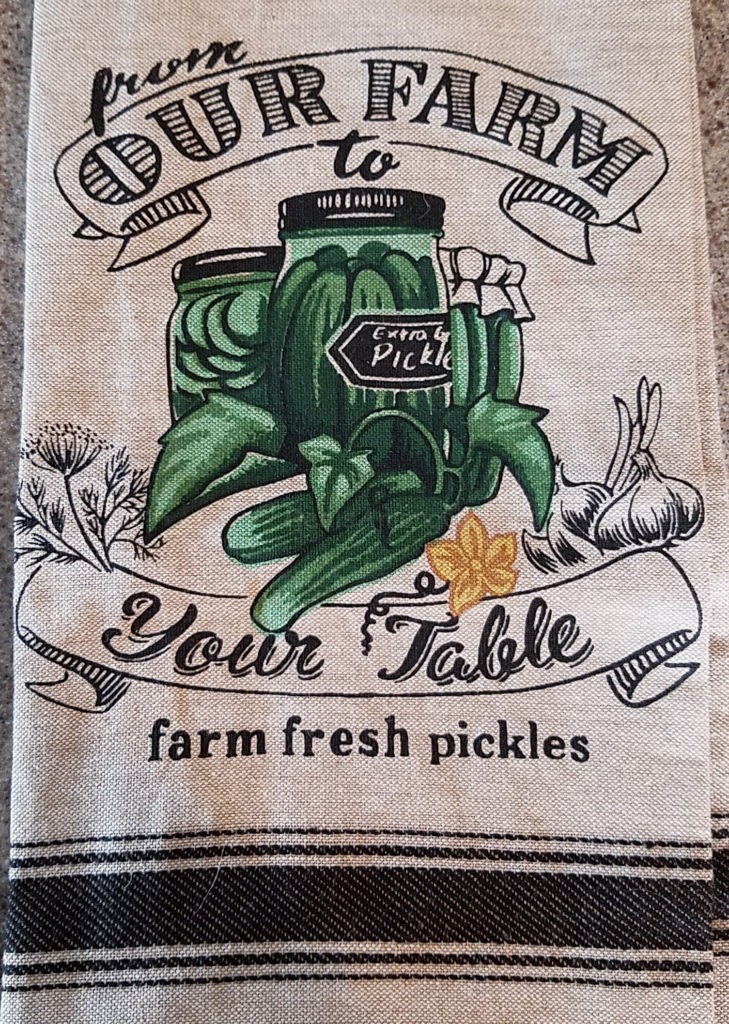 from
OUR FARM
to
Extra
Pickle
Your Table
farm fresh pickles